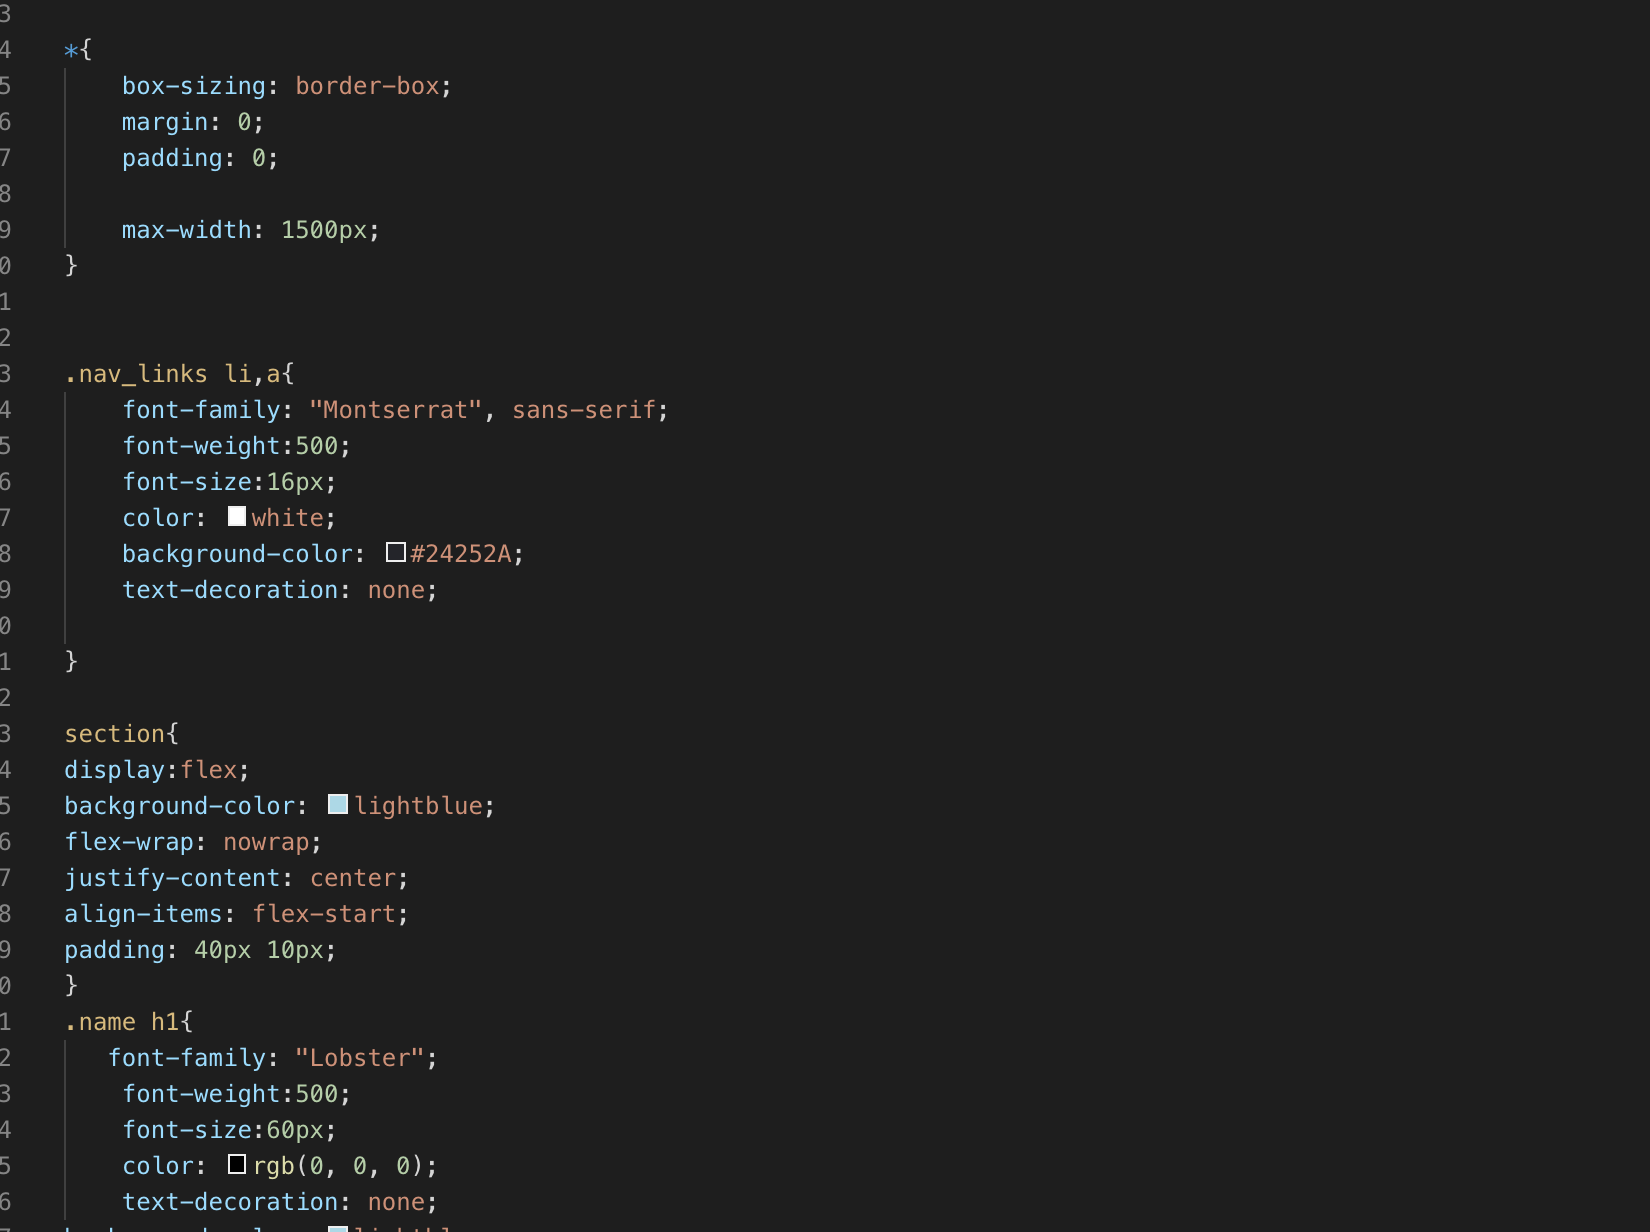 3
4 *{
5 box-sizing: border-box;
6 margin: 0;
7 padding: 0;
8
9 max-width: 1500px;
0 }
1
2
3 .nav_links li,a{
4 font-family: "Montserrat", sans-serif;
5 font-weight:500;
6 font-size:16px;
7 color: white;
8 background-color: #24252A;
9 text-decoration: none;
0
1 }
2
3 section{
4 display:flex;
5 background-color: lightblue;
6 flex-wrap: nowrap;
7 justify-content: center;
8 align-items: flex-start;
9 padding: 40px 10px;
0 }
1 .name h1{
2 font-family: "Lobster";
3 font-weight:500;
4 font-size:60px;
5 color: rgb(0, 0, 0);
6 text-decoration: none;